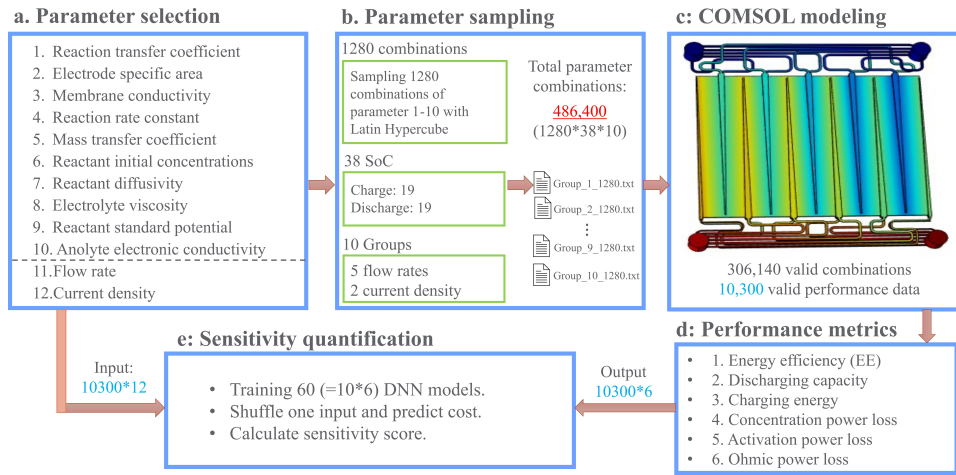 a. Parameter selection
1. Reaction transfer coefficient
2. Electrode specific area
3. Membrane conductivity
4. Reaction rate constant
5. Mass transfer coefficient
6. Reactant initial concentrations
7. Reactant diffusivity
8. Electrolyte viscosity
9. Reactant standard potential
10. Anolyte electronic conductivity
11.Flow rate
12.Current density
b. Parameter sampling
1280 combinations
Sampling 1280
combinations of
parameter 1-10 with
Latin Hypercube
38 SoC
Charge: 19
Discharge: 19
10 Groups
5 flow rates
2 current density
Total parameter
combinations:
486,400
(1280*38*10)
Group_1_1280.txt
Group_2_1280.txt
⋮
Group_9_1280.txt
Group_10_1280.txt
c: COMSOL modeling
306,140 valid combinations
10,300 valid performance data
d: Performance metrics
• 1. Energy efficiency (EE)
• 2. Discharging capacity
• 3. Charging energy
• 4. Concentration power loss
• 5. Activation power loss
• 6. Ohmic power loss
Output
10300*6
e: Sensitivity quantification
• Training 60 (=10*6) DNN models.
• Shuffle one input and predict cost.
• Calculate sensitivity score.
Input:
10300*12